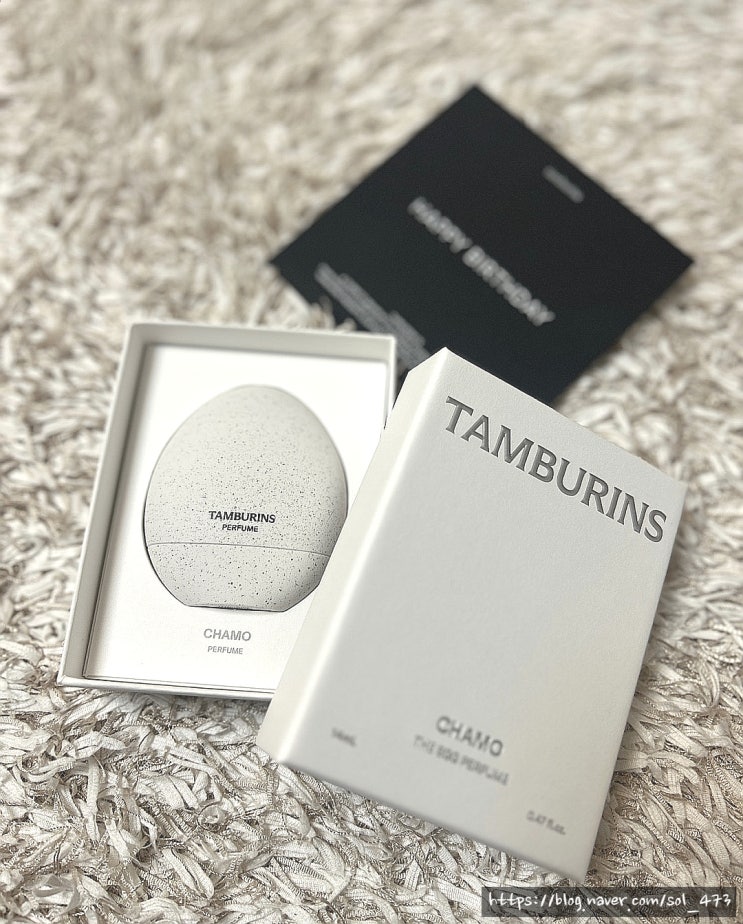 HAPPY BIRTHDAY
TAMBURINS
PERFUME
CHAMO
PERFUME
TAMBURINS
CHAMO
THE EGG PERFUME
14mL
0.47 fl.oz.
https://blog.naver.com/sol_473